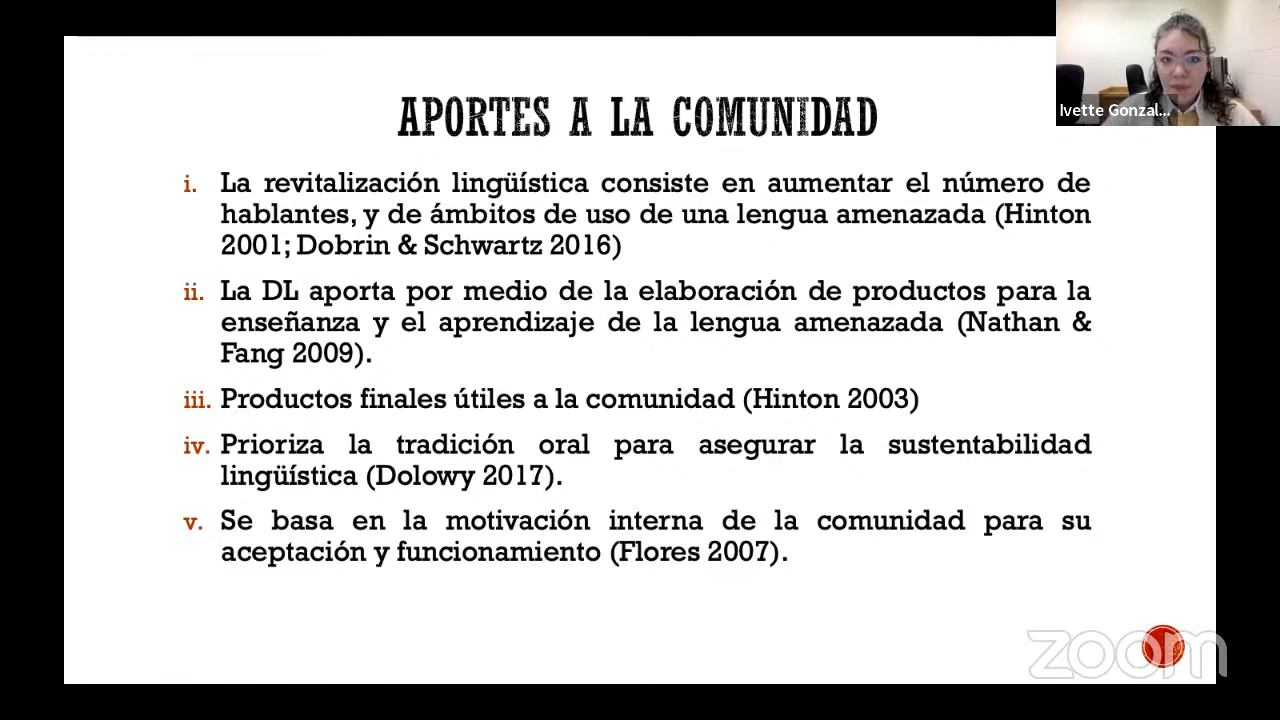 APORTES A LA COMUNIDAD
Ivette Gonzal...
i. La revitalización lingüística consiste en aumentar el número de
hablantes, y de ámbitos de uso de una lengua amenazada (Hinton
2001; Dobrin & Schwartz 2016)
ii. La DL aporta por medio de la elaboración de productos para la
enseñanza y el aprendizaje de la lengua amenazada (Nathan &
Fang 2009).
iii. Productos finales útiles a la comunidad (Hinton 2003)
iv. Prioriza la tradición oral para asegurar la sustentabilidad
lingüística (Dolowy 2017).
v. Se basa en la motivación interna de la comunidad para su
aceptación y funcionamiento (Flores 2007).
zoom